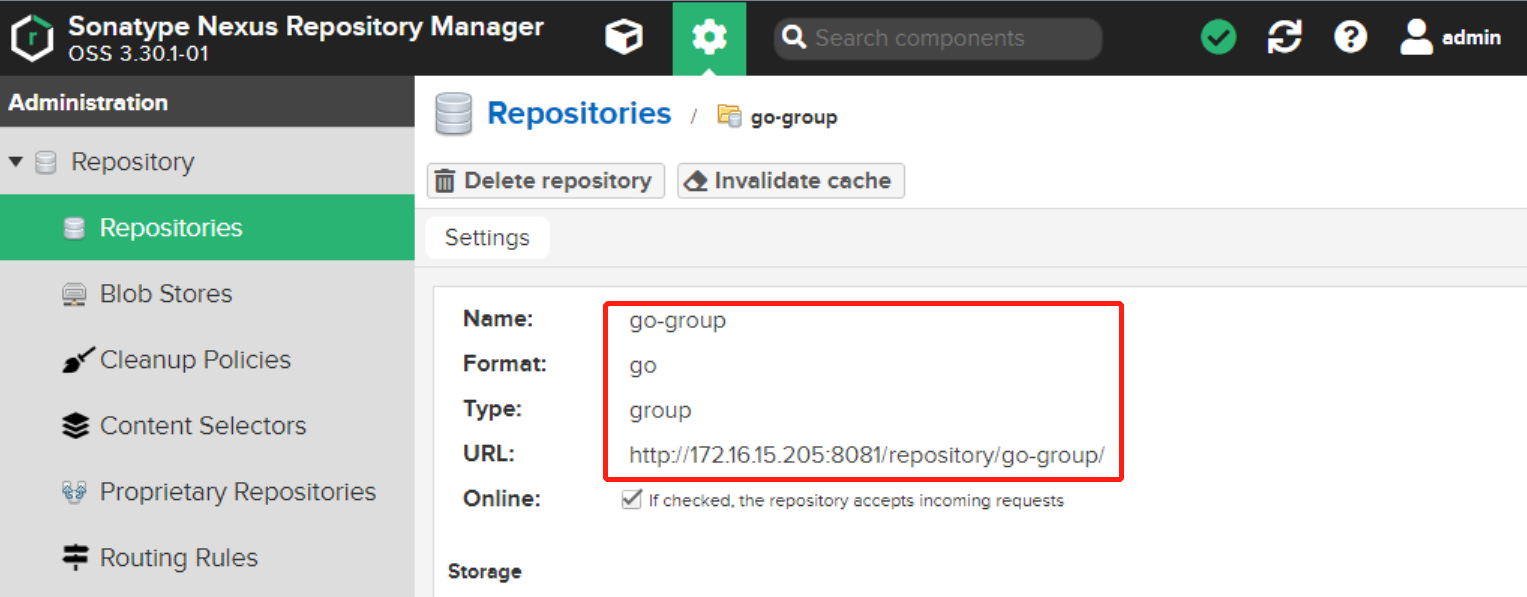 Sonatype Nexus Repository Manager
OSS 3.30.1-01
Search components
admin
Administration
Repository
Repositories
Blob Stores
Cleanup Policies
Content Selectors
Proprietary Repositories
Routing Rules
Repositories / go-group
Delete repository
Invalidate cache
Settings
Name: go-group
Format: go
Type: group
URL: http://172.16.15.205:8081/repository/go-group/
Online: If checked, the repository accepts incoming requests
Storage